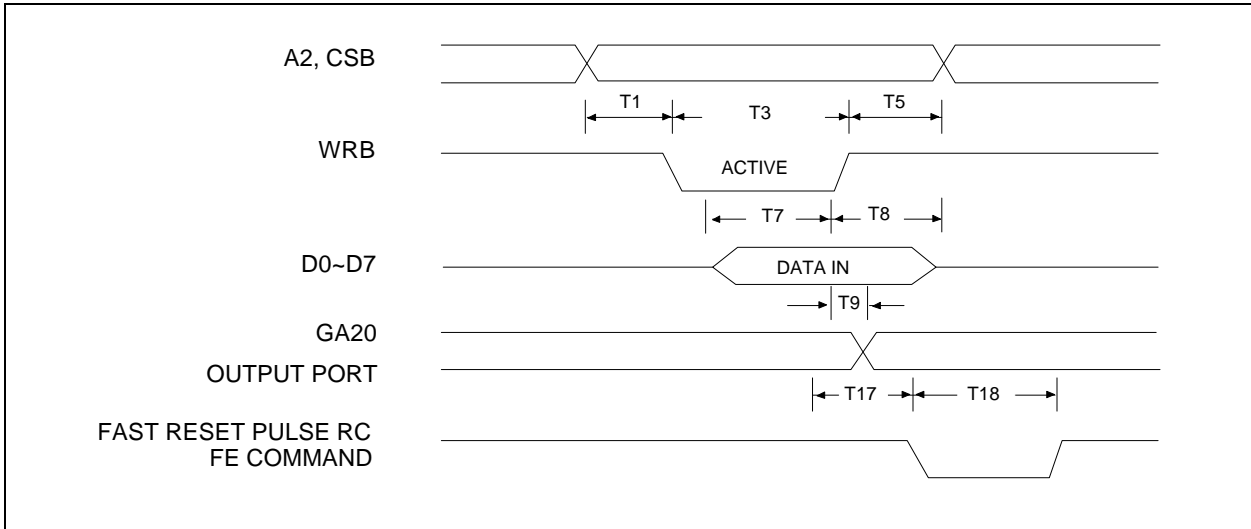 A2, CSB
T1
T3
T5
WRB
ACTIVE
T7
T8
D0~D7
DATA IN
T9
GA20
OUTPUT PORT
T17
T18
FAST RESET PULSE RC
FE COMMAND